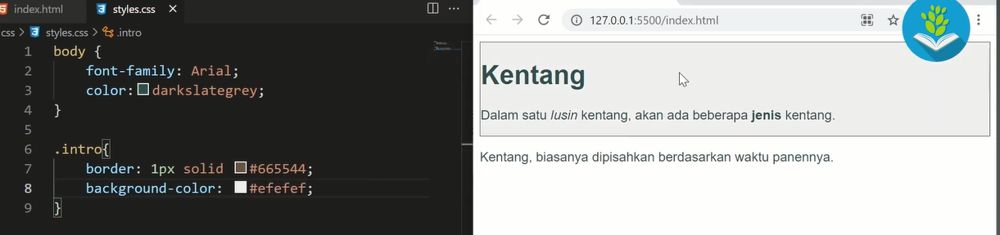 index.html
styles.css
css > styles.css > .intro
1 body {
2 font-family: Arial;
3 color: darkslategrey;
4 }
5
6 .intro{
7 border: 1px solid #665544;
8 background-color: #efefef;
9 }
127.0.0.1:5500/index.html
Kentang
Dalam satu lusin kentang, akan ada beberapa jenis kentang.
Kentang, biasanya dipisahkan berdasarkan waktu panennya.